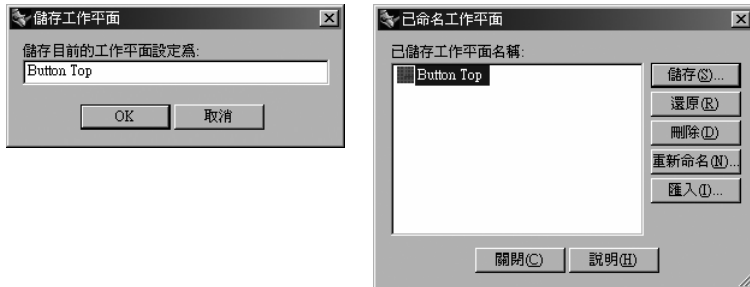 儲存工作平面
儲存目前的工作平面設定爲:
Button Top
OK
取消
已命名工作平面
已儲存工作平面名稱:
Button Top
儲存(S)...
還原(R)
刪除(D)
重新命名(N)...
匯入(I)...
關閉(C)
說明(H)